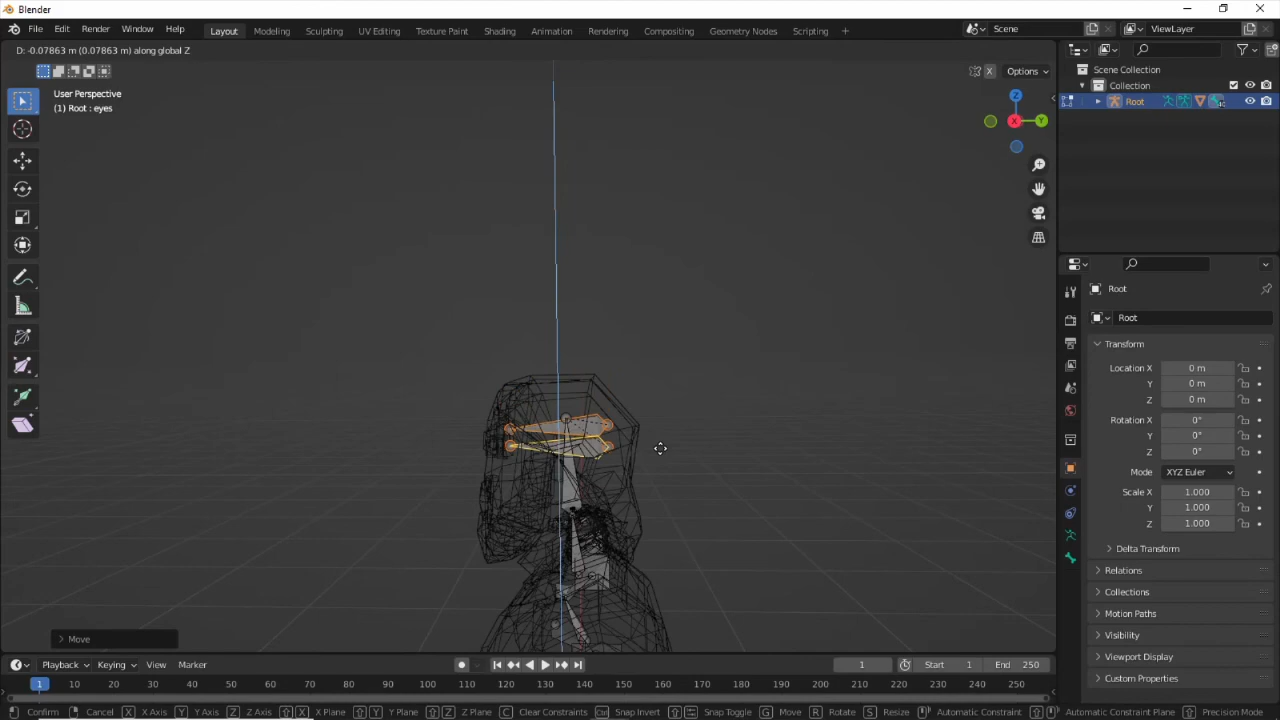 Blender
File Edit Render Window Help Layout Modeling Sculpting UV Editing Texture Paint Shading Animation Rendering Compositing Geometry Nodes Scripting + Scene ViewLayer
D: -0.07863 m (0.07863 m) along global Z
X Options
User Perspective
(1) Root : eyes
Scene Collection
Collection
Root
Z
Y
X
Root
Root
Transform
Location X 0 m
Y 0 m
Z 0 m
Rotation X 0°
Y 0°
Z 0°
Mode XYZ Euler
Scale X 1.000
Y 1.000
Z 1.000
Delta Transform
Relations
Collections
Motion Paths
Visibility
Viewport Display
Custom Properties
Move
Playback Keying View Marker 1 Start 1 End 250
1 10 20 30 40 50 60 70 80 90 100 110 120 130 140 150 160 170 180 190 200 210 220 230 240 250
Confirm Cancel X X Axis Y Y Axis Z Z Axis X X Plane Y Y Plane Z Z Plane C Clear Constraints Ctrl Snap Invert Snap Toggle G Move R Rotate S Resize Automatic Constraint Automatic Constraint Plane Precision Mode